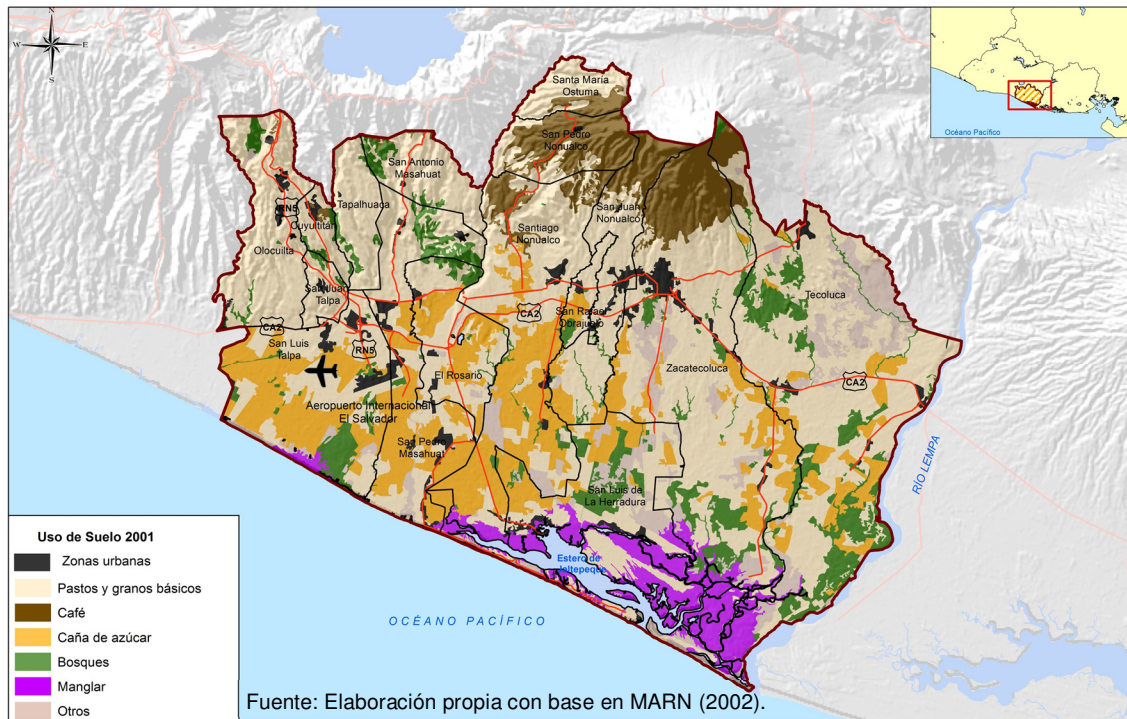 N
W
E
S
Santa María
Ostuma
San Pedro
Nonualco
San Antonio
Masahuat
Tapalhuaca
San Juan
Nonualco
RN5
Cuyultitán
Santiago
Nonualco
Olocuilta
Tecoluca
San Juan
Talpa
CA2
San Rafael
Obrajuelo
CA2
San Luis
Talpa
RN5
El Rosario
Zacatecoluca
CA2
Aeropuerto Internacional
El Salvador
San Pedro
Masahuat
San Luis de
La Herradura
RÍO LEMPA
Estero de
Jaltepeque
OCÉANO PACÍFICO
Océano Pacífico
Uso de Suelo 2001
Zonas urbanas
Pastos y granos básicos
Café
Caña de azúcar
Bosques
Manglar
Otros
Fuente: Elaboración propia con base en MARN (2002).